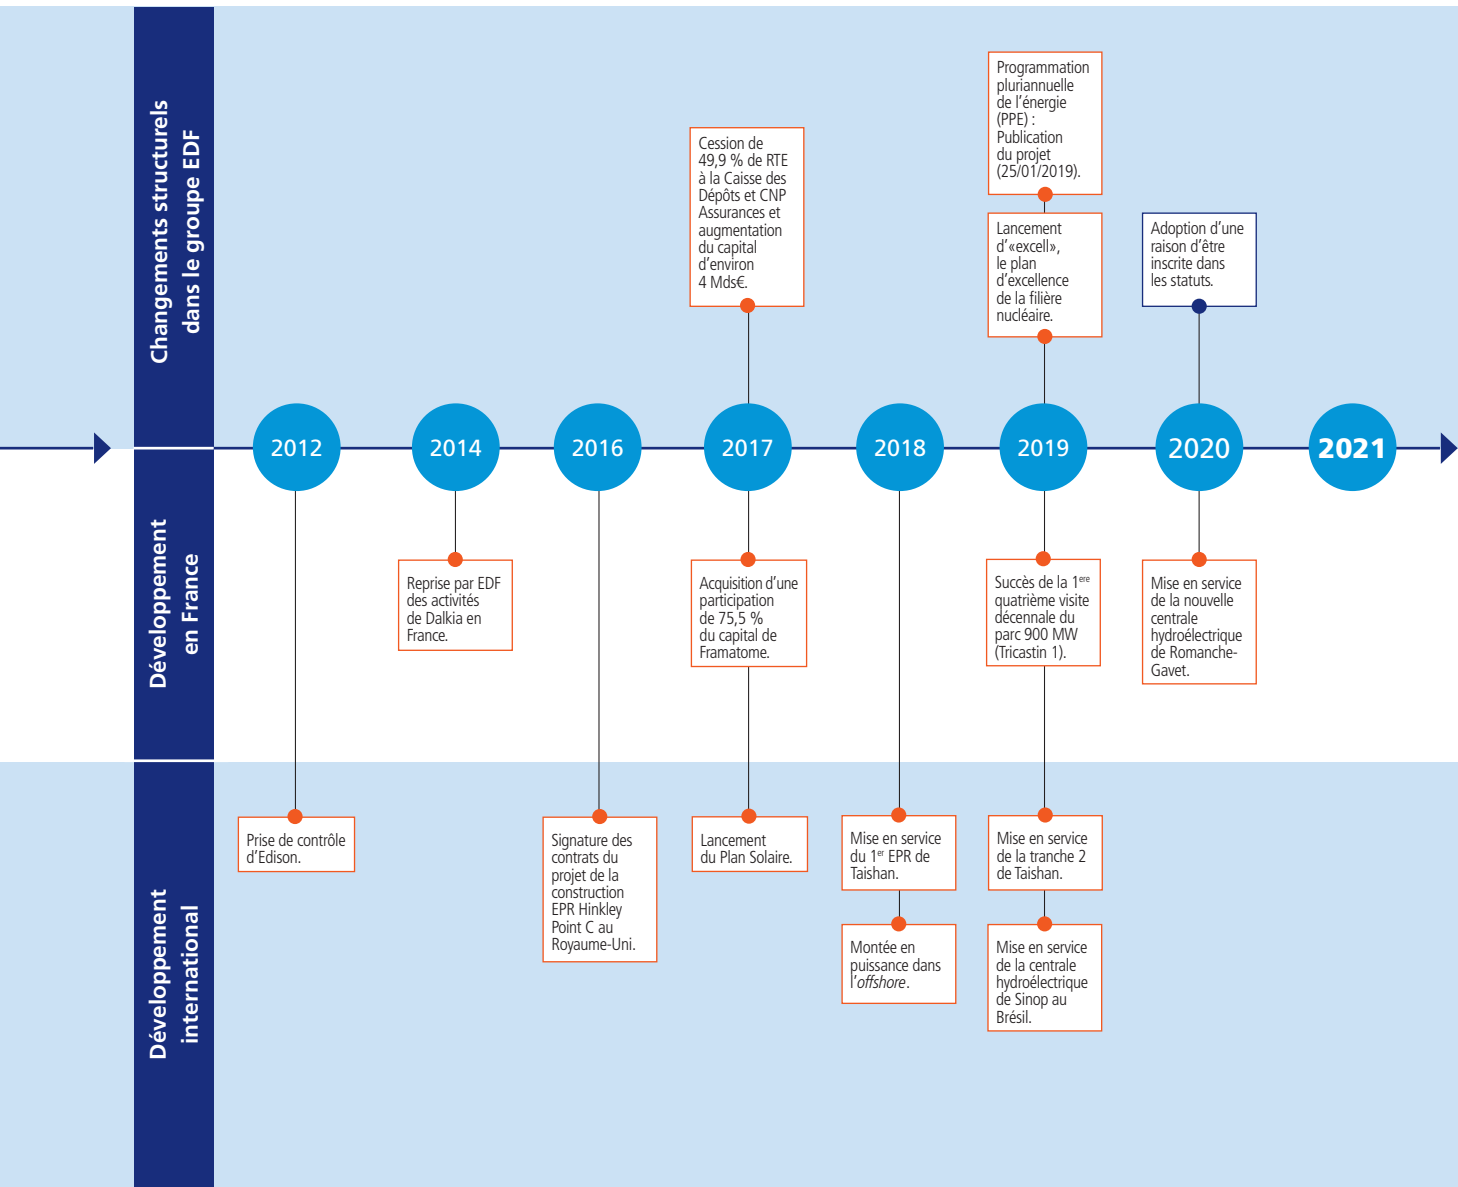 Changements structurels
dans le groupe EDF
Cession de
49,9 % de RTE
à la Caisse des
Dépôts et CNP
Assurances et
augmentation
du capital
d’environ
4 Mds€.
Programmation
pluriannuelle
de l’énergie
(PPE) :
Publication
du projet
(25/01/2019).
Lancement
d’«excell»,
le plan
d’excellence
de la filière
nucléaire.
Adoption d’une
raison d’être
inscrite dans
les statuts.
2012
2014
2016
2017
2018
2019
2020
2021
Développement
en France
Reprise par EDF
des activités
de Dalkia en
France.
Acquisition d’une
participation
de 75,5 %
du capital de
Framatome.
Succès de la 1ere
quatrième visite
décennale du
parc 900 MW
(Tricastin 1).
Mise en service
de la nouvelle
centrale
hydroélectrique
de Romanche-
Gavet.
Développement
international
Prise de contrôle
d’Edison.
Signature des
contrats du
projet de la
construction
EPR Hinkley
Point C au
Royaume-Uni.
Lancement
du Plan Solaire.
Mise en service
du 1er EPR de
Taishan.
Montée en
puissance dans
l’offshore.
Mise en service
de la tranche 2
de Taishan.
Mise en service
de la centrale
hydroélectrique
de Sinop au
Brésil.